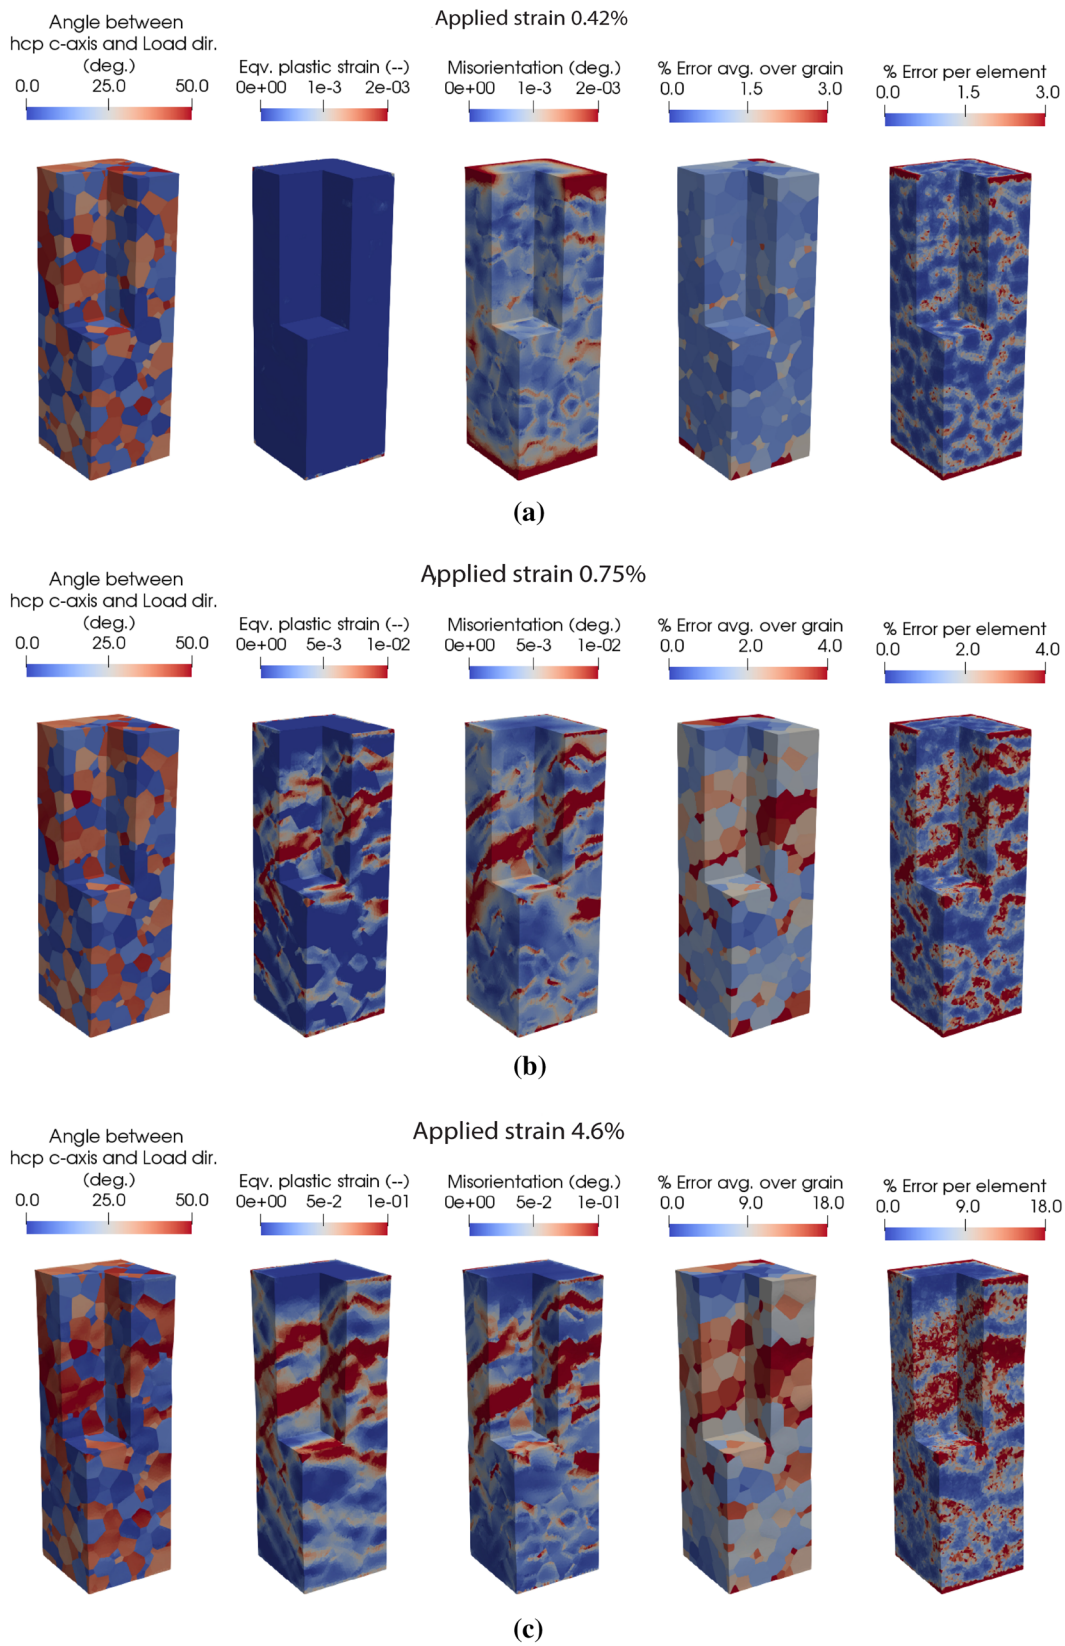 Applied strain 0.42%
Angle between
hcp c-axis and Load dir.
(deg.)
0.0 25.0 50.0
Eqv. plastic strain (--)
0e+00 1e-3 2e-03
Misorientation (deg.)
0e+00 1e-3 2e-03
% Error avg. over grain
0.0 1.5 3.0
% Error per element
0.0 1.5 3.0
(a)
Applied strain 0.75%
Angle between
hcp c-axis and Load dir.
(deg.)
0.0 25.0 50.0
Eqv. plastic strain (--)
0e+00 5e-3 1e-02
Misorientation (deg.)
0e+00 5e-3 1e-02
% Error avg. over grain
0.0 2.0 4.0
% Error per element
0.0 2.0 4.0
(b)
Applied strain 4.6%
Angle between
hcp c-axis and Load dir.
(deg.)
0.0 25.0 50.0
Eqv. plastic strain (--)
0e+00 5e-2 1e-01
Misorientation (deg.)
0e+00 5e-2 1e-01
% Error avg. over grain
0.0 9.0 18.0
% Error per element
0.0 9.0 18.0
(c)